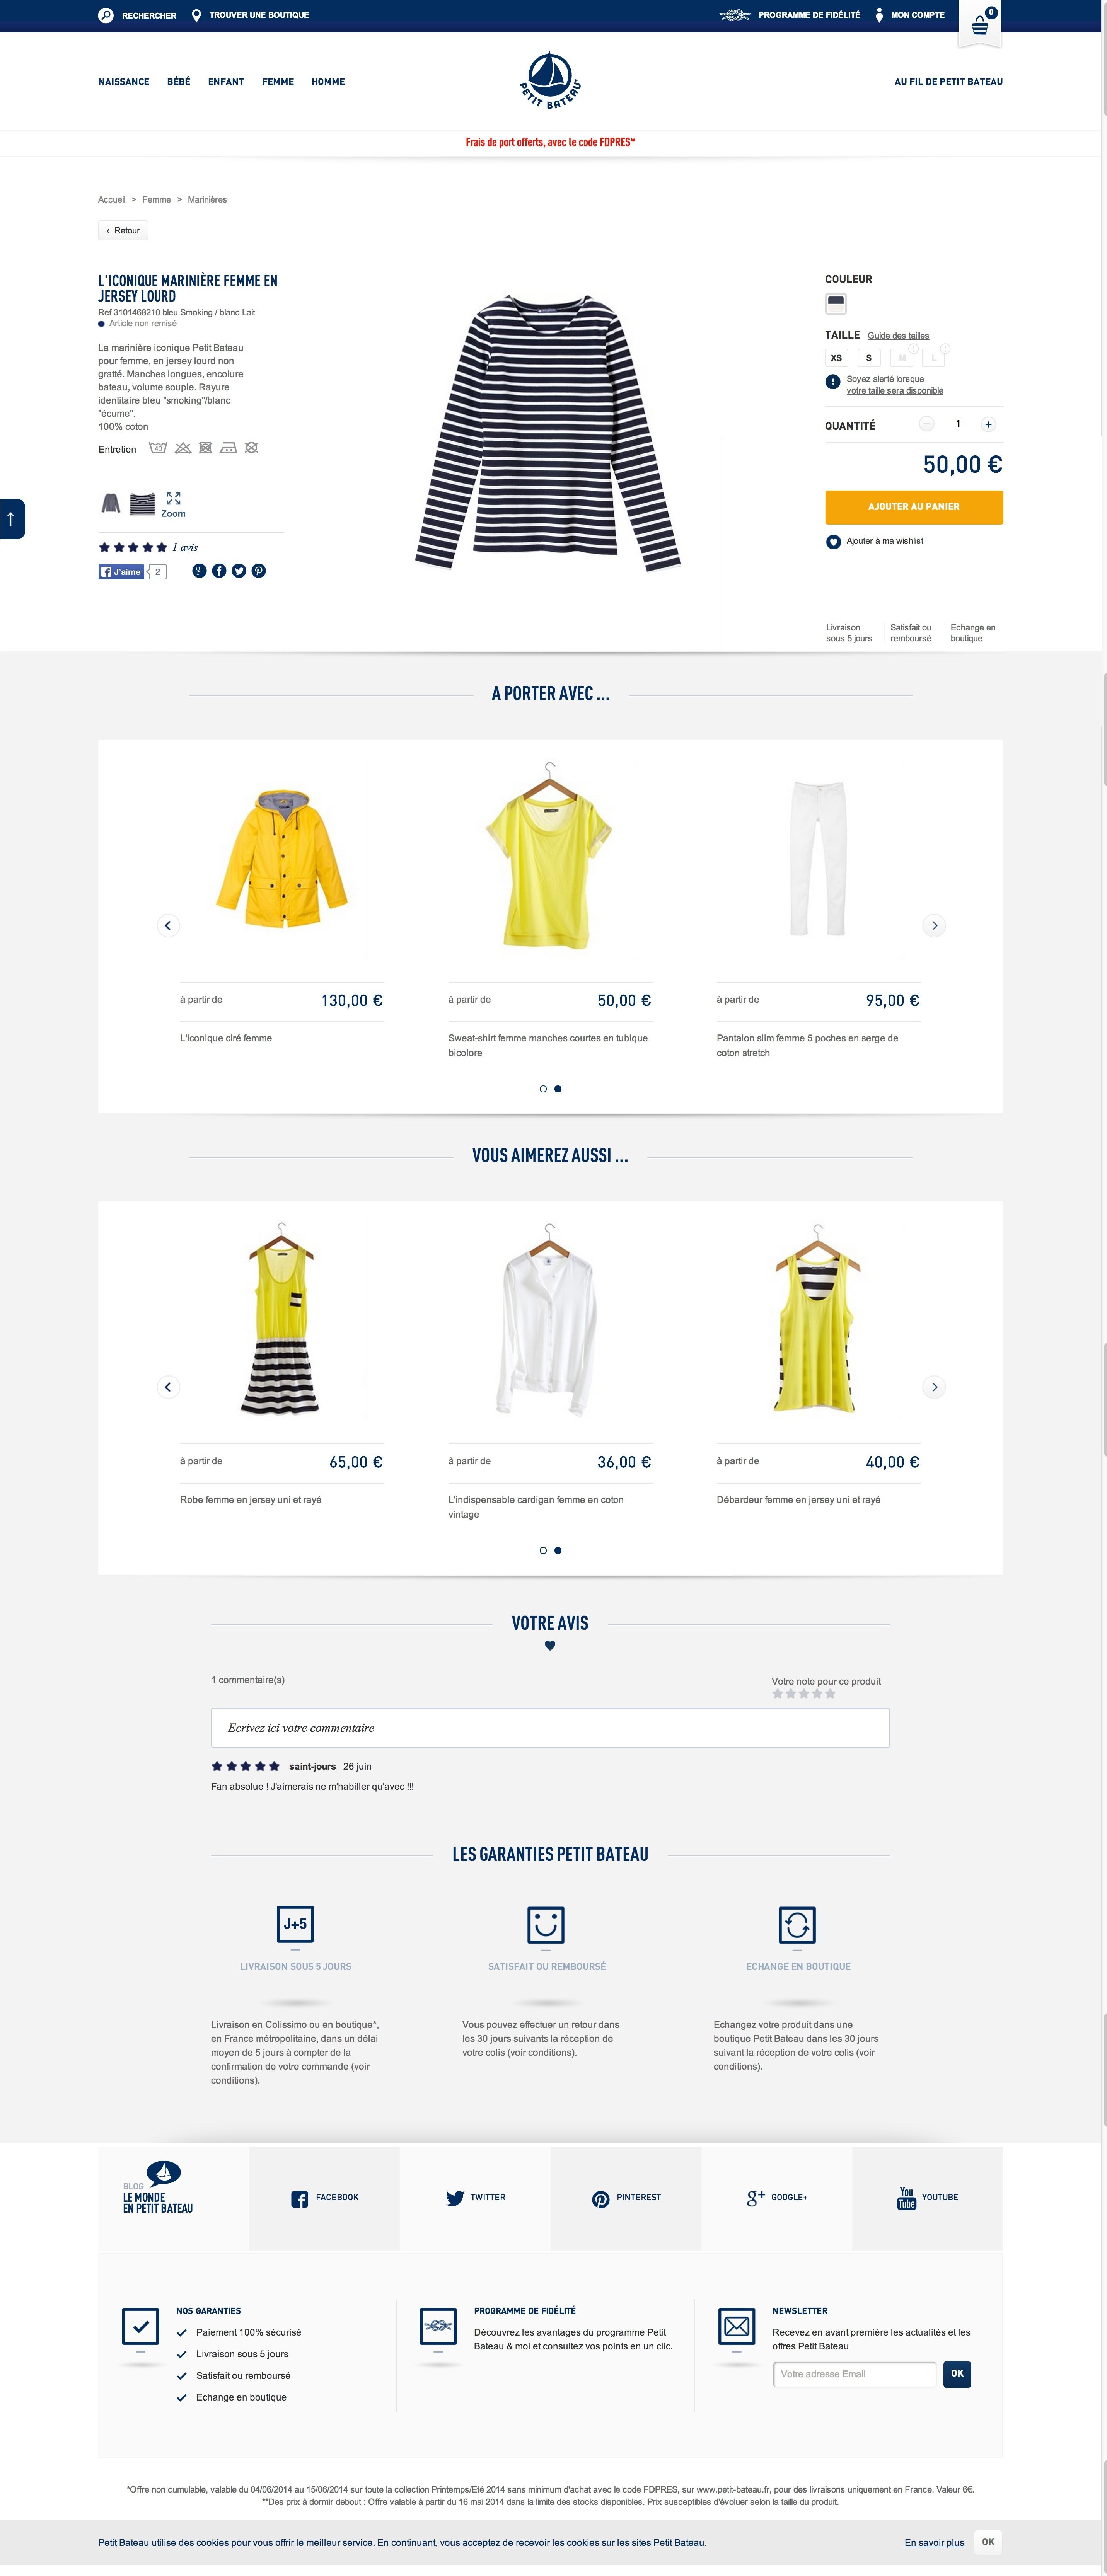 RECHERCHER
TROUVER UNE BOUTIQUE
PROGRAMME DE FIDÉLITÉ
MON COMPTE
0
NAISSANCE
BÉBÉ
ENFANT
FEMME
HOMME
PETIT BATEAU
AU FIL DE PETIT BATEAU
Frais de port offerts, avec le code FDPRES*
Accueil > Femme > Marinières
‹ Retour
L'ICONIQUE MARINIÈRE FEMME EN
JERSEY LOURD
Ref 3101468210 bleu Smoking / blanc Lait
Article non remisé
La marinière iconique Petit Bateau
pour femme, en jersey lourd non
gratté. Manches longues, encolure
bateau, volume souple. Rayure
identitaire bleu "smoking"/blanc
"écume".
100% coton
Entretien
40
Zoom
1 avis
J'aime
2
COULEUR
TAILLE Guide des tailles
XS
S
M
!
L
!
! Soyez alerté lorsque
votre taille sera disponible
QUANTITÉ
− 1 +
50,00 €
AJOUTER AU PANIER
Ajouter à ma wishlist
Livraison
sous 5 jours
Satisfait ou
remboursé
Echange en
boutique
A PORTER AVEC ...
à partir de 130,00 €
L'iconique ciré femme
à partir de 50,00 €
Sweat-shirt femme manches courtes en tubique
bicolore
à partir de 95,00 €
Pantalon slim femme 5 poches en serge de
coton stretch
VOUS AIMEREZ AUSSI ...
à partir de 65,00 €
Robe femme en jersey uni et rayé
à partir de 36,00 €
L'indispensable cardigan femme en coton
vintage
à partir de 40,00 €
Débardeur femme en jersey uni et rayé
VOTRE AVIS
1 commentaire(s)
Votre note pour ce produit
Ecrivez ici votre commentaire
saint-jours 26 juin
Fan absolue ! J'aimerais ne m'habiller qu'avec !!!
LES GARANTIES PETIT BATEAU
J+5
LIVRAISON SOUS 5 JOURS
Livraison en Colissimo ou en boutique*,
en France métropolitaine, dans un délai
moyen de 5 jours à compter de la
confirmation de votre commande (voir
conditions).
SATISFAIT OU REMBOURSÉ
Vous pouvez effectuer un retour dans
les 30 jours suivants la réception de
votre colis (voir conditions).
ECHANGE EN BOUTIQUE
Echangez votre produit dans une
boutique Petit Bateau dans les 30 jours
suivant la réception de votre colis (voir
conditions).
BLOG
LE MONDE
EN PETIT BATEAU
FACEBOOK
TWITTER
PINTEREST
g+ GOOGLE+
You
Tube
YOUTUBE
NOS GARANTIES
Paiement 100% sécurisé
Livraison sous 5 jours
Satisfait ou remboursé
Echange en boutique
PROGRAMME DE FIDÉLITÉ
Découvrez les avantages du programme Petit
Bateau & moi et consultez vos points en un clic.
NEWSLETTER
Recevez en avant première les actualités et les
offres Petit Bateau
Votre adresse Email
OK
*Offre non cumulable, valable du 04/06/2014 au 15/06/2014 sur toute la collection Printemps/Eté 2014 sans minimum d'achat avec le code FDPRES, sur www.petit-bateau.fr, pour des livraisons uniquement en France. Valeur 6€.
**Des prix à dormir debout : Offre valable à partir du 16 mai 2014 dans la limite des stocks disponibles. Prix susceptibles d'évoluer selon la taille du produit.
Petit Bateau utilise des cookies pour vous offrir le meilleur service. En continuant, vous acceptez de recevoir les cookies sur les sites Petit Bateau.
En savoir plus
OK